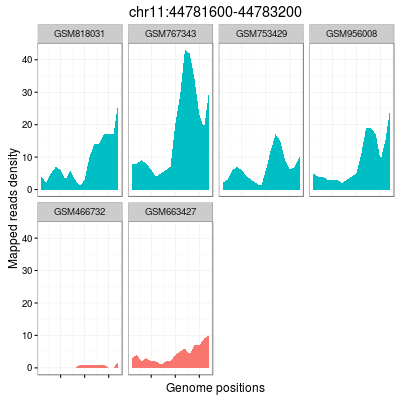 chr11:44781600-44783200
GSM818031 GSM767343 GSM753429 GSM956008
40
30
20
10
0
GSM466732 GSM663427
40
30
20
10
0
Mapped reads density
Genome positions